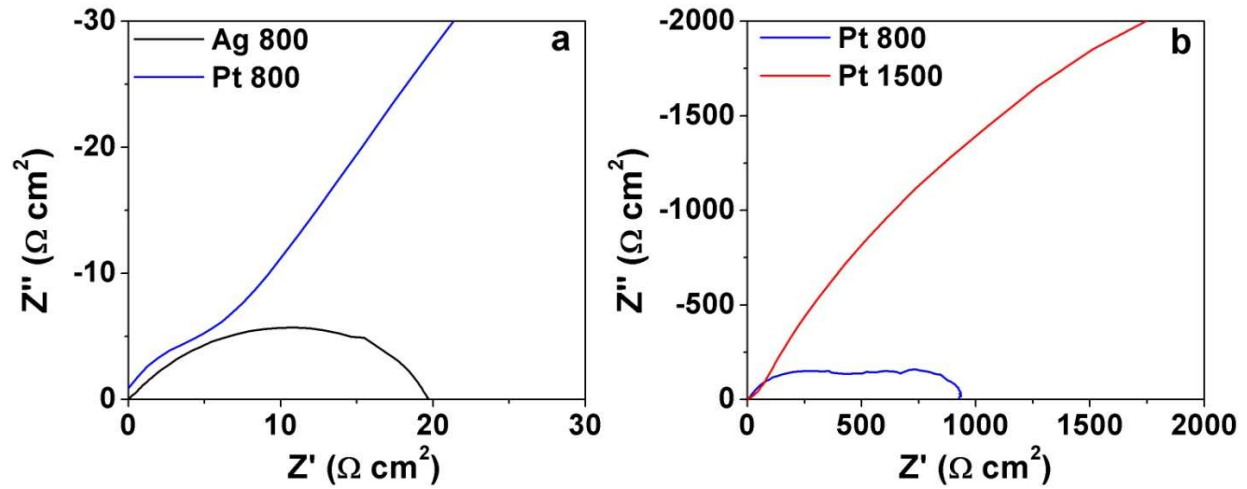 -30
a
Ag 800
Pt 800
-20
-10
0
0 10 20 30
Z'' (Ω cm²)
Z' (Ω cm²)
-2000
b
Pt 800
Pt 1500
-1500
-1000
-500
0
0 500 1000 1500 2000
Z'' (Ω cm²)
Z' (Ω cm²)